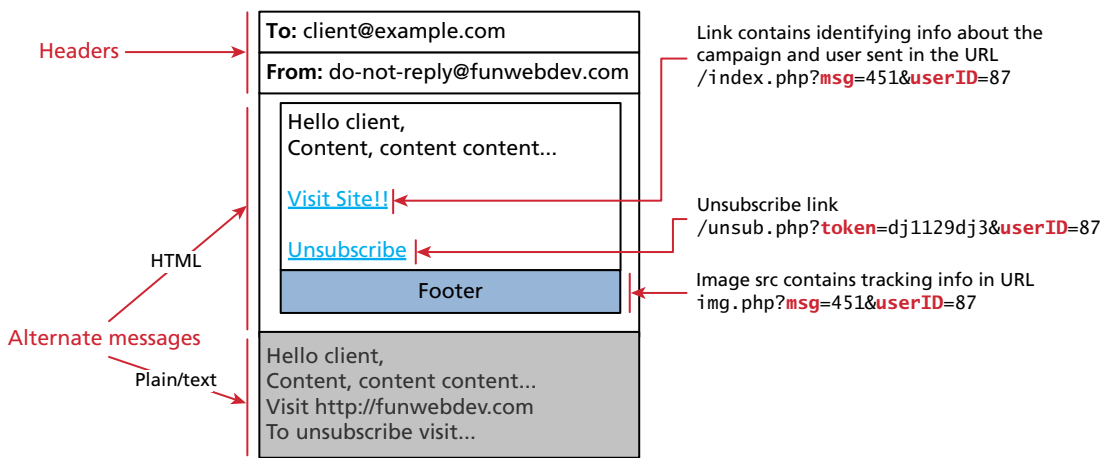 Headers
To: client@example.com
From: do-not-reply@funwebdev.com
Hello client,
Content, content content...
Visit Site!!
Unsubscribe
Footer
Link contains identifying info about the
campaign and user sent in the URL
/index.php?msg=451&userID=87
Unsubscribe link
/unsub.php?token=dj1129dj3&userID=87
Image src contains tracking info in URL
img.php?msg=451&userID=87
HTML
Alternate messages
Plain/text
Hello client,
Content, content content...
Visit http://funwebdev.com
To unsubscribe visit...